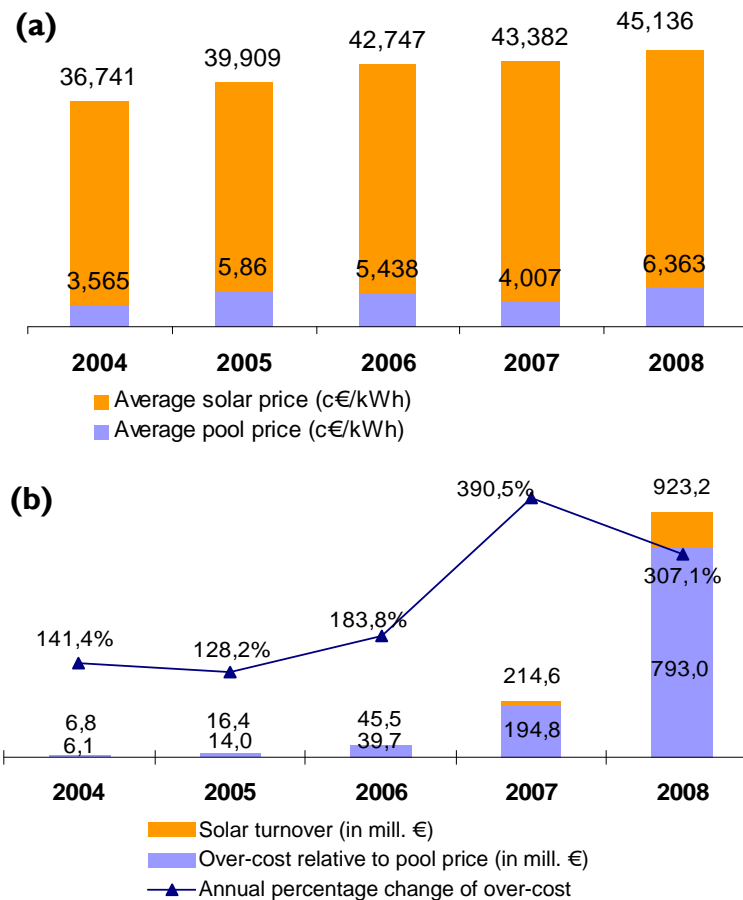 (a)
36,741 39,909 42,747 43,382 45,136
3,565 5,86 5,438 4,007 6,363
2004 2005 2006 2007 2008
Average solar price (c€/kWh)
Average pool price (c€/kWh)
(b)
390,5% 923,2
141,4% 128,2% 183,8% 307,1%
214,6 793,0
6,8 16,4 45,5 194,8
6,1 14,0 39,7
2004 2005 2006 2007 2008
Solar turnover (in mill. €)
Over-cost relative to pool price (in mill. €)
Annual percentage change of over-cost